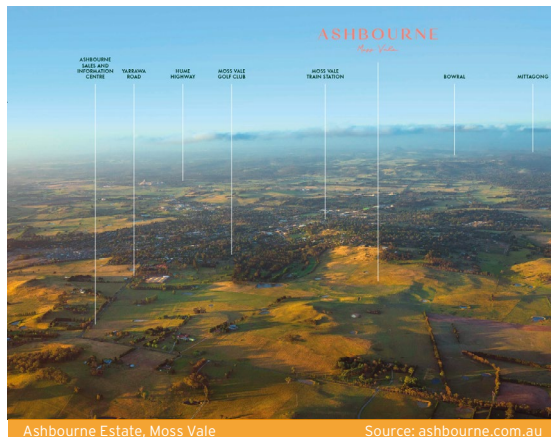 ASHBOURNE
Moss Vale
ASHBOURNE
SALES AND
INFORMATION
CENTRE
YARRAWA
ROAD
HUME
HIGHWAY
MOSS VALE
GOLF CLUB
MOSS VALE
TRAIN STATION
BOWRAL
MITTAGONG
Ashbourne Estate, Moss Vale
Source: ashbourne.com.au